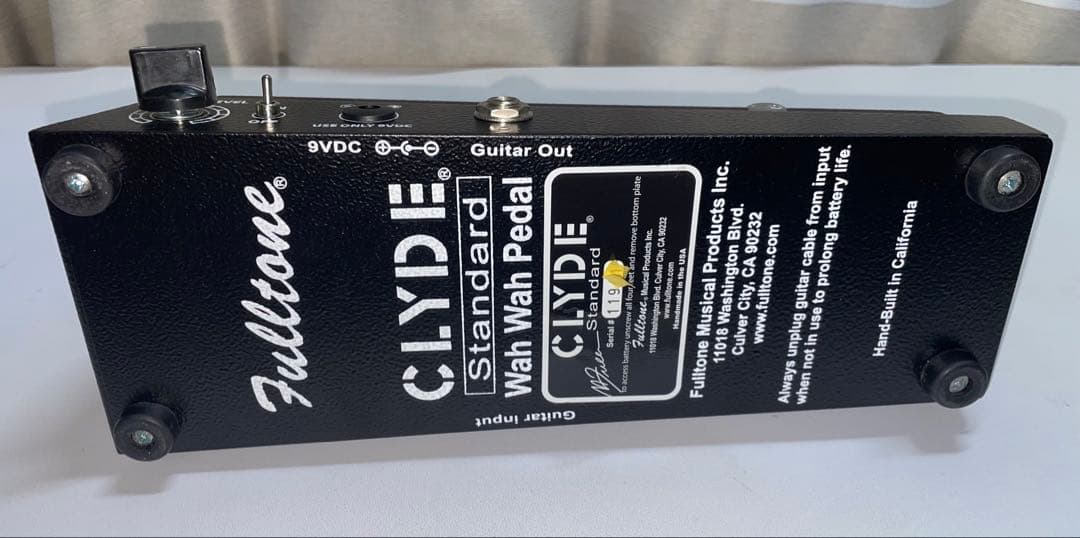 Fulltone®
CLYDE®
Standard
Wah Wah Pedal
CLYDE®
Standard
Serial # 119
to access battery unscrew all four feet and remove bottom plate
Fulltone® Musical Products Inc.
11018 Washington Blvd. Culver City, CA 90232
www.fulltone.com
Handmade in the USA
Fulltone Musical Products Inc.
11018 Washington Blvd.
Culver City, CA 90232
www.fulltone.com
Always unplug guitar cable from input
when not in use to prolong battery life.
Hand-Built in California
9VDC
Guitar Out
USE ONLY 9VDC
Guitar input